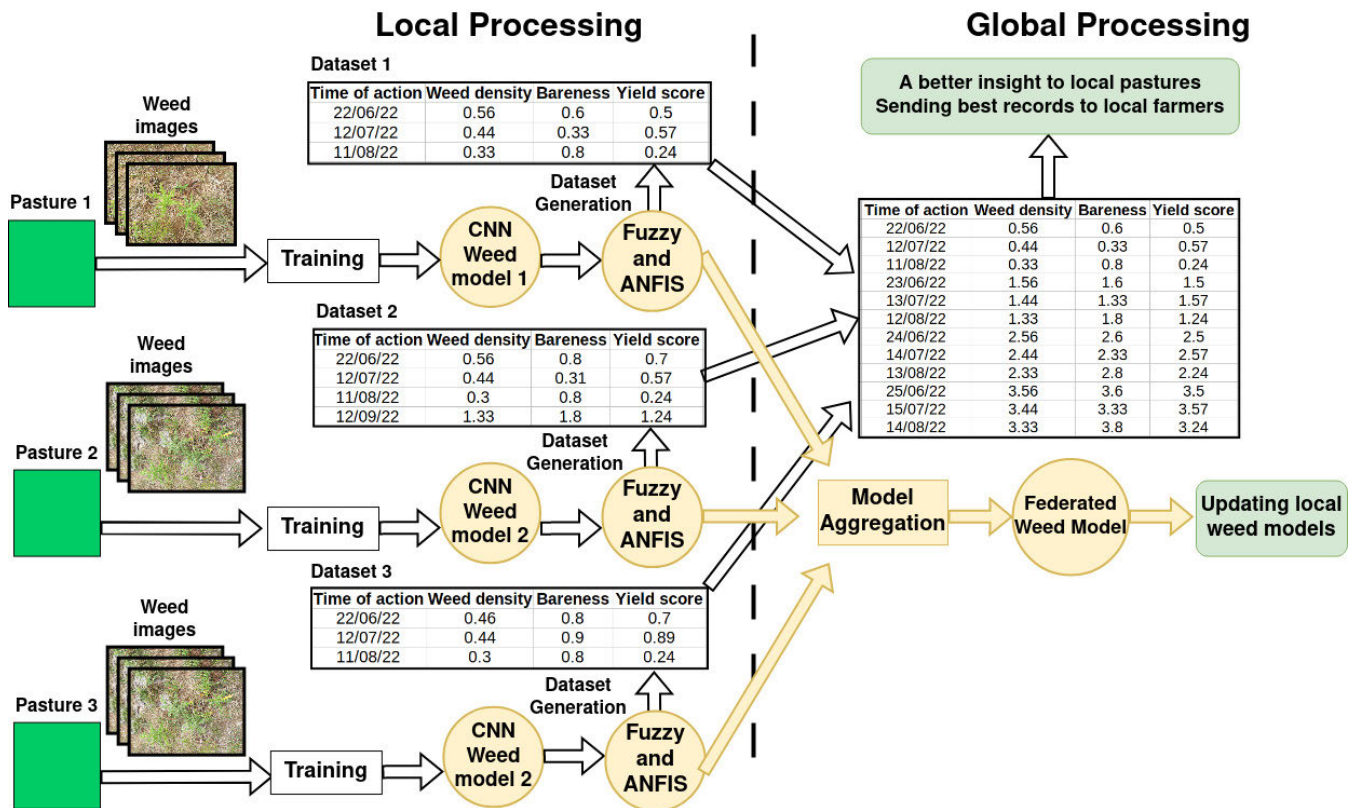 Local Processing
Global Processing
Dataset 1
Time of action Weed density Bareness Yield score
22/06/22 0.56 0.6 0.5
12/07/22 0.44 0.33 0.57
11/08/22 0.33 0.8 0.24
A better insight to local pastures
Sending best records to local farmers
Weed
images
Pasture 1
Training
CNN
Weed
model 1
Dataset
Generation
Fuzzy
and
ANFIS
Time of action Weed density Bareness Yield score
22/06/22 0.56 0.6 0.5
12/07/22 0.44 0.33 0.57
11/08/22 0.33 0.8 0.24
23/06/22 1.56 1.6 1.5
13/07/22 1.44 1.33 1.57
12/08/22 1.33 1.8 1.24
24/06/22 2.56 2.6 2.5
14/07/22 2.44 2.33 2.57
13/08/22 2.33 2.8 2.24
25/06/22 3.56 3.6 3.5
15/07/22 3.44 3.33 3.57
14/08/22 3.33 3.8 3.24
Dataset 2
Time of action Weed density Bareness Yield score
22/06/22 0.56 0.8 0.7
12/07/22 0.44 0.31 0.57
11/08/22 0.3 0.8 0.24
12/09/22 1.33 1.8 1.24
Weed
images
Pasture 2
Training
CNN
Weed
model 2
Dataset
Generation
Fuzzy
and
ANFIS
Model
Aggregation
Federated
Weed Model
Updating local
weed models
Dataset 3
Time of action Weed density Bareness Yield score
22/06/22 0.46 0.8 0.7
12/07/22 0.44 0.9 0.89
11/08/22 0.3 0.8 0.24
Weed
images
Pasture 3
Training
CNN
Weed
model 2
Dataset
Generation
Fuzzy
and
ANFIS